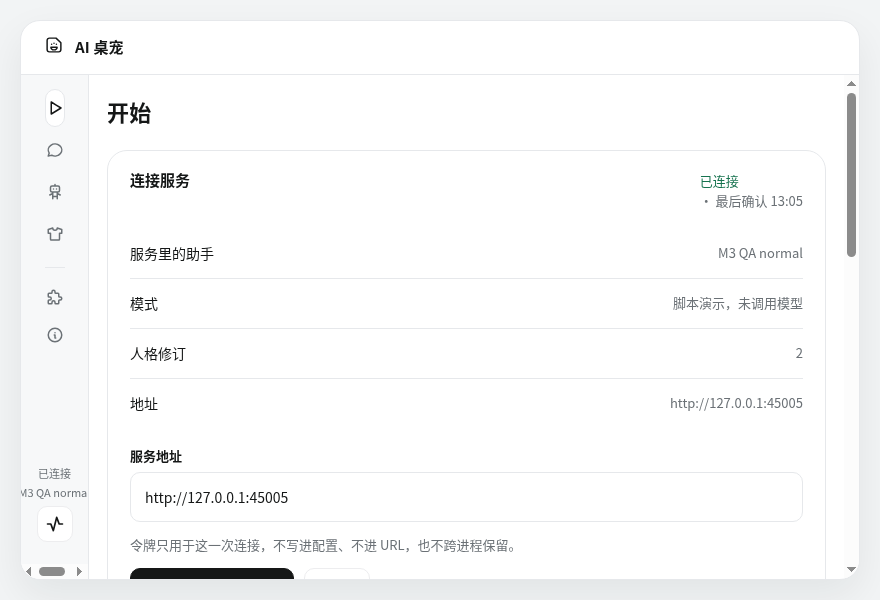 AI 桌宠
开始
连接服务
已连接
· 最后确认 13:05
服务里的助手
M3 QA normal
模式
脚本演示，未调用模型
人格修订
2
地址
http://127.0.0.1:45005
服务地址
http://127.0.0.1:45005
令牌只用于这一次连接，不写进配置、不进 URL，也不跨进程保留。
已连接
M3 QA norma